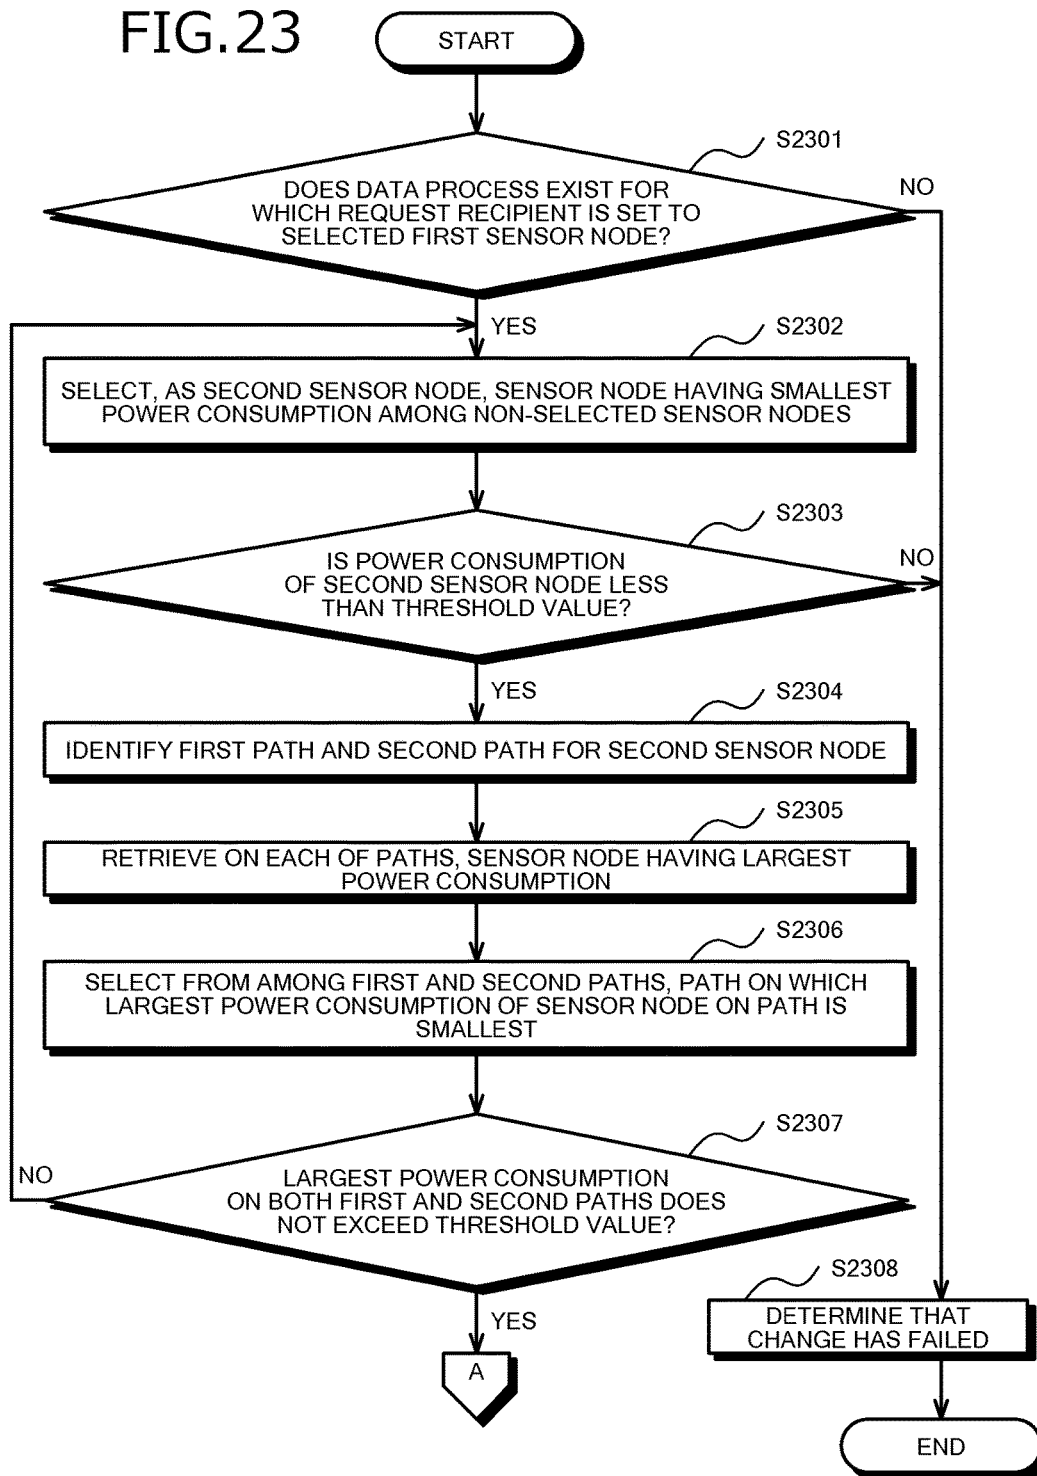 FIG.23
START
S2301
DOES DATA PROCESS EXIST FOR
WHICH REQUEST RECIPIENT IS SET TO
SELECTED FIRST SENSOR NODE?
NO
YES
S2302
SELECT, AS SECOND SENSOR NODE, SENSOR NODE HAVING SMALLEST
POWER CONSUMPTION AMONG NON-SELECTED SENSOR NODES
S2303
IS POWER CONSUMPTION
OF SECOND SENSOR NODE LESS
THAN THRESHOLD VALUE?
NO
YES
S2304
IDENTIFY FIRST PATH AND SECOND PATH FOR SECOND SENSOR NODE
S2305
RETRIEVE ON EACH OF PATHS, SENSOR NODE HAVING LARGEST
POWER CONSUMPTION
S2306
SELECT FROM AMONG FIRST AND SECOND PATHS, PATH ON WHICH
LARGEST POWER CONSUMPTION OF SENSOR NODE ON PATH IS
SMALLEST
S2307
NO
LARGEST POWER CONSUMPTION
ON BOTH FIRST AND SECOND PATHS DOES
NOT EXCEED THRESHOLD VALUE?
YES
A
S2308
DETERMINE THAT
CHANGE HAS FAILED
END